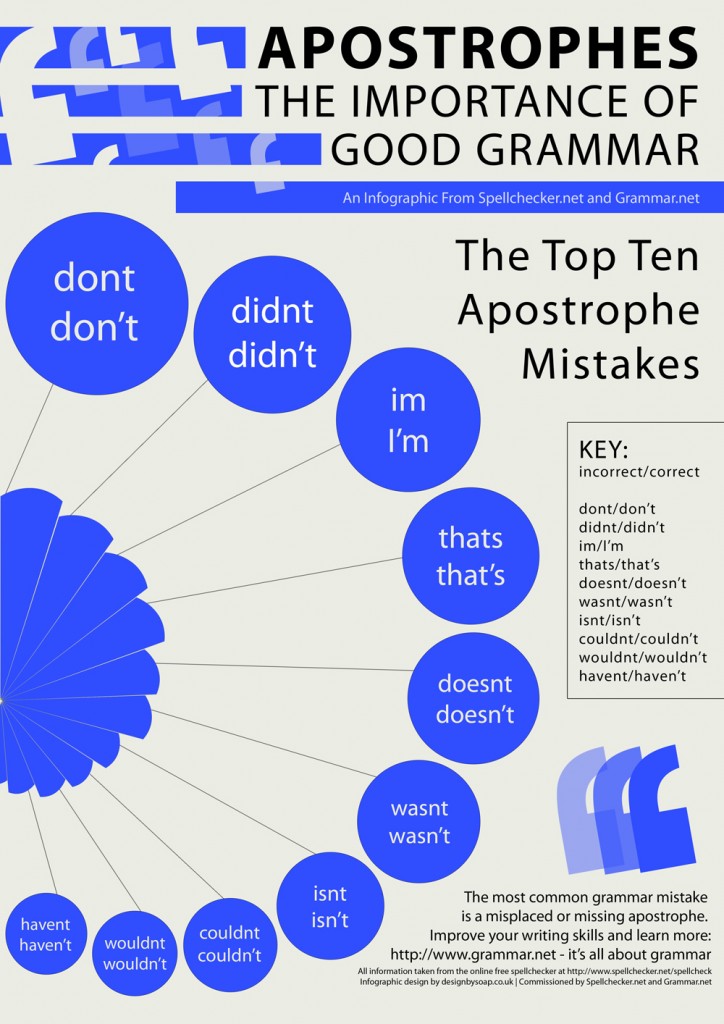 APOSTROPHES
THE IMPORTANCE OF
GOOD GRAMMAR
An Infographic From Spellchecker.net and Grammar.net
The Top Ten
Apostrophe
Mistakes
dont
don’t
didnt
didn’t
im
I’m
thats
that’s
doesnt
doesn’t
wasnt
wasn’t
isnt
isn’t
couldnt
couldn’t
wouldnt
wouldn’t
havent
haven’t
KEY:
incorrect/correct
dont/don’t
didnt/didn’t
im/I’m
thats/that’s
doesnt/doesn’t
wasnt/wasn’t
isnt/isn’t
couldnt/couldn’t
wouldnt/wouldn’t
havent/haven’t
The most common grammar mistake
is a misplaced or missing apostrophe.
Improve your writing skills and learn more:
http://www.grammar.net - it’s all about grammar
All information taken from the online free spellchecker at http://www.spellchecker.net/spellcheck
Infographic design by designbysoap.co.uk | Commissioned by Spellchecker.net and Grammar.net